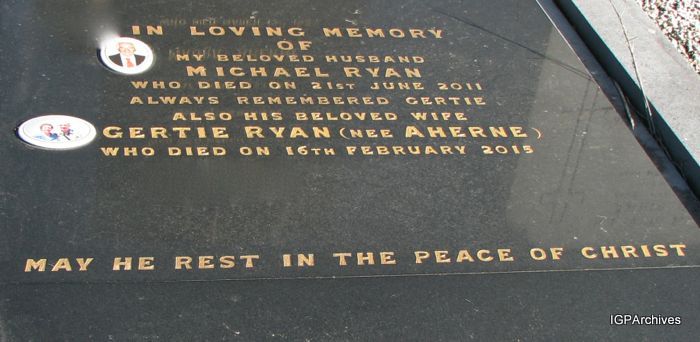 IN LOVING MEMORY
OF
MY BELOVED HUSBAND
MICHAEL RYAN
WHO DIED ON 21ST JUNE 2011
ALWAYS REMEMBERED GERTIE
ALSO HIS BELOVED WIFE
GERTIE RYAN (NEE AHERNE)
WHO DIED ON 16TH FEBRUARY 2015
MAY HE REST IN THE PEACE OF CHRIST
IGPArchives